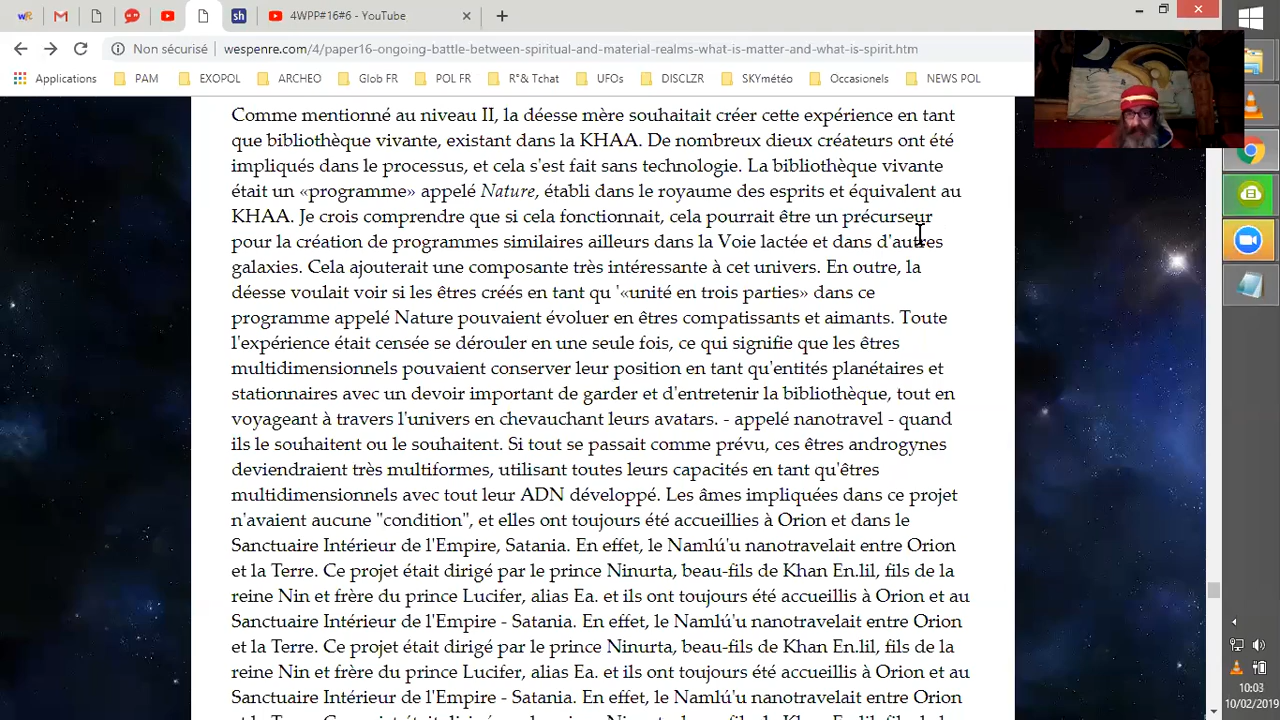 4WPP#16#6 - YouTube
Non sécurisé | wespenre.com/4/paper16-ongoing-battle-between-spiritual-and-material-realms-what-is-matter-and-what-is-spirit.htm
Applications PAM EXOPOL ARCHEO Glob FR POL FR R°& Tchat UFOs DISCLZR SKYmétéo Occasionels NEWS POL
Comme mentionné au niveau II, la déesse mère souhaitait créer cette expérience en tant
que bibliothèque vivante, existant dans la KHAA. De nombreux dieux créateurs ont été
impliqués dans le processus, et cela s'est fait sans technologie. La bibliothèque vivante
était un «programme» appelé Nature, établi dans le royaume des esprits et équivalent au
KHAA. Je crois comprendre que si cela fonctionnait, cela pourrait être un précurseur
pour la création de programmes similaires ailleurs dans la Voie lactée et dans d'autres
galaxies. Cela ajouterait une composante très intéressante à cet univers. En outre, la
déesse voulait voir si les êtres créés en tant qu '«unité en trois parties» dans ce
programme appelé Nature pouvaient évoluer en êtres compatissants et aimants. Toute
l'expérience était censée se dérouler en une seule fois, ce qui signifie que les êtres
multidimensionnels pouvaient conserver leur position en tant qu'entités planétaires et
stationnaires avec un devoir important de garder et d'entretenir la bibliothèque, tout en
voyageant à travers l'univers en chevauchant leurs avatars. - appelé nanotravel - quand
ils le souhaitent ou le souhaitent. Si tout se passait comme prévu, ces êtres androgynes
deviendraient très multiformes, utilisant toutes leurs capacités en tant qu'êtres
multidimensionnels avec tout leur ADN développé. Les âmes impliquées dans ce projet
n'avaient aucune "condition", et elles ont toujours été accueillies à Orion et dans le
Sanctuaire Intérieur de l'Empire, Satania. En effet, le Namlú'u nanotravelait entre Orion
et la Terre. Ce projet était dirigé par le prince Ninurta, beau-fils de Khan En.lil, fils de la
reine Nin et frère du prince Lucifer, alias Ea. et ils ont toujours été accueillis à Orion et au
Sanctuaire Intérieur de l'Empire - Satania. En effet, le Namlú'u nanotravelait entre Orion
et la Terre. Ce projet était dirigé par le prince Ninurta, beau-fils de Khan En.lil, fils de la
reine Nin et frère du prince Lucifer, alias Ea. et ils ont toujours été accueillis à Orion et au
Sanctuaire Intérieur de l'Empire - Satania. En effet, le Namlú'u nanotravelait entre Orion
10:03
10/02/2019